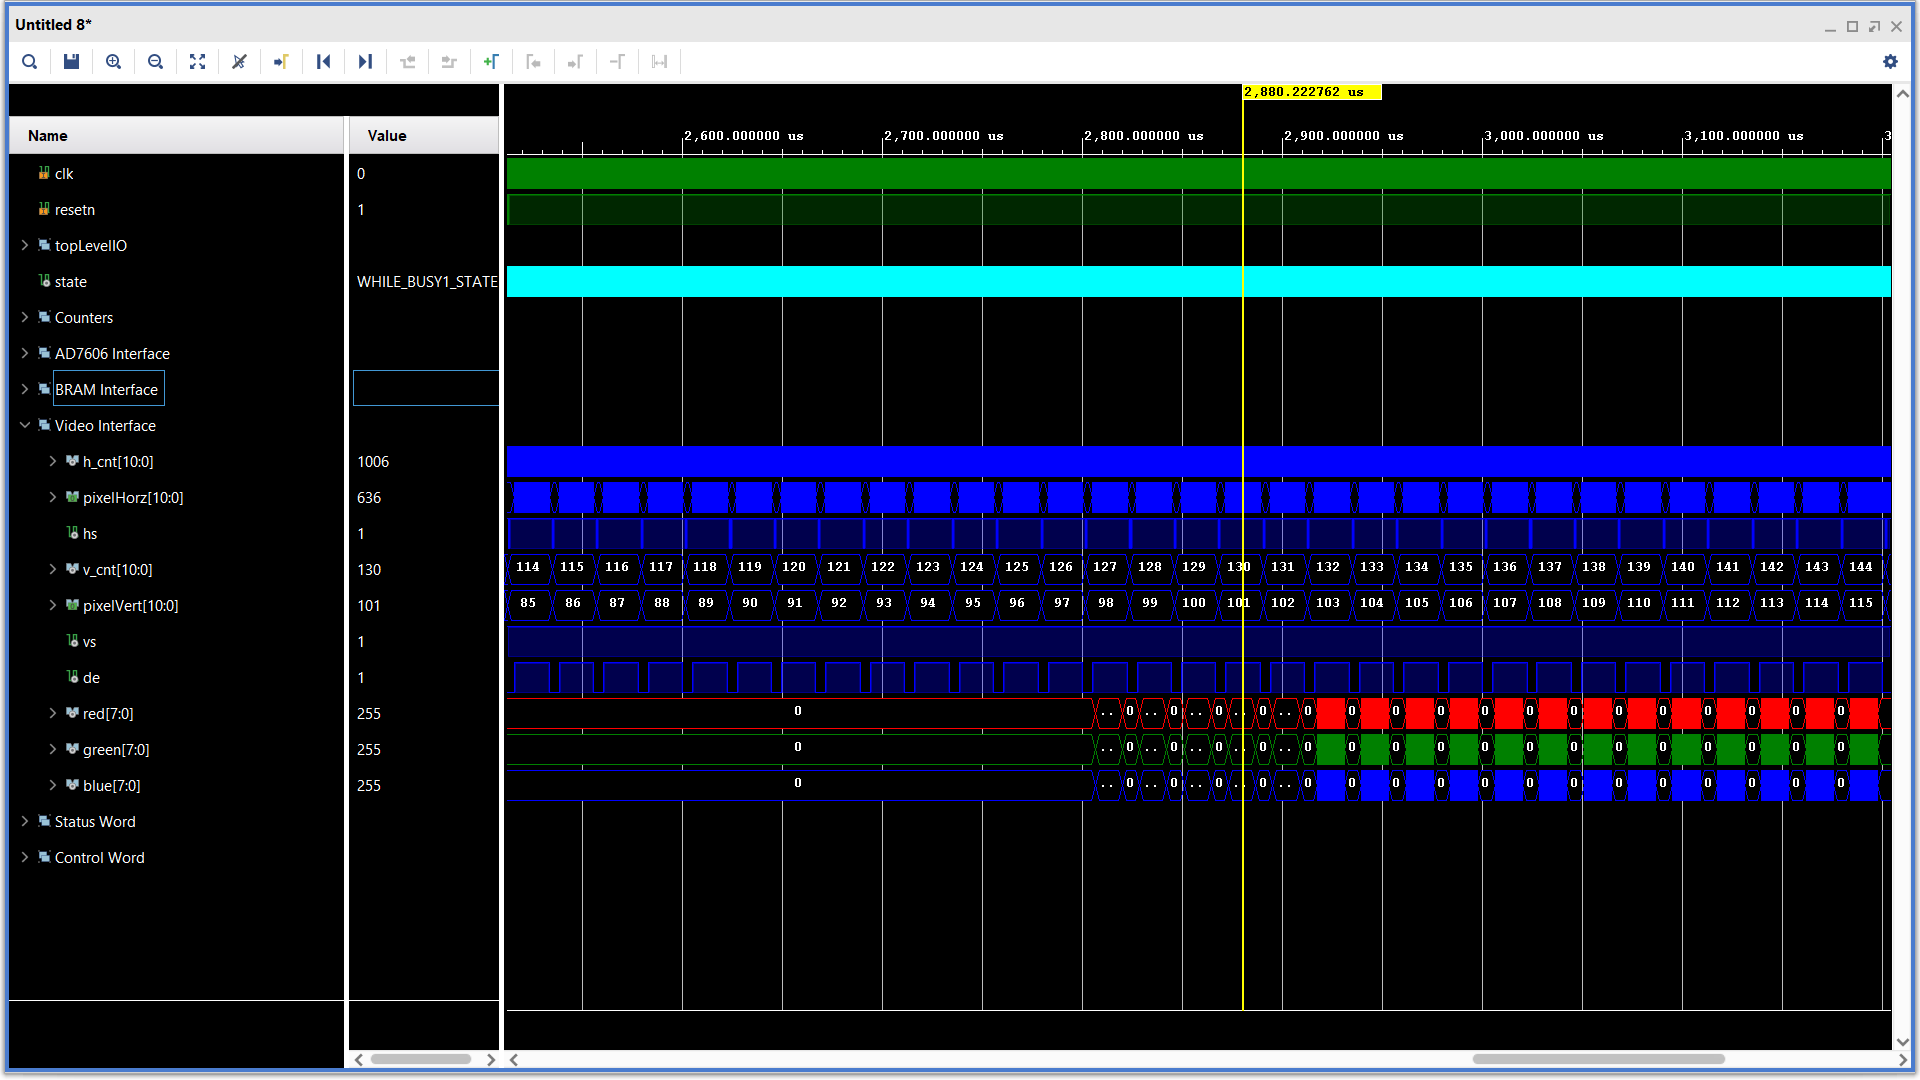 Untitled 8*
2,880.222762 us
Name Value
2,600.000000 us 2,700.000000 us 2,800.000000 us 2,900.000000 us 3,000.000000 us 3,100.000000 us 3
clk 0
resetn 1
topLevelIO
state WHILE_BUSY1_STATE
Counters
AD7606 Interface
BRAM Interface
Video Interface
h_cnt[10:0] 1006
pixelHorz[10:0] 636
hs 1
v_cnt[10:0] 130 114 115 116 117 118 119 120 121 122 123 124 125 126 127 128 129 130 131 132 133 134 135 136 137 138 139 140 141 142 143 144
pixelVert[10:0] 101 85 86 87 88 89 90 91 92 93 94 95 96 97 98 99 100 101 102 103 104 105 106 107 108 109 110 111 112 113 114 115
vs 1
de 1
red[7:0] 255 0 .. 0 .. 0 .. 0 .. 0 .. 0 0 0 0 0 0 0 0 0 0 0 0 0
green[7:0] 255 0 .. 0 .. 0 .. 0 .. 0 .. 0 0 0 0 0 0 0 0 0 0 0 0 0
blue[7:0] 255 0 .. 0 .. 0 .. 0 .. 0 .. 0 0 0 0 0 0 0 0 0 0 0 0 0
Status Word
Control Word